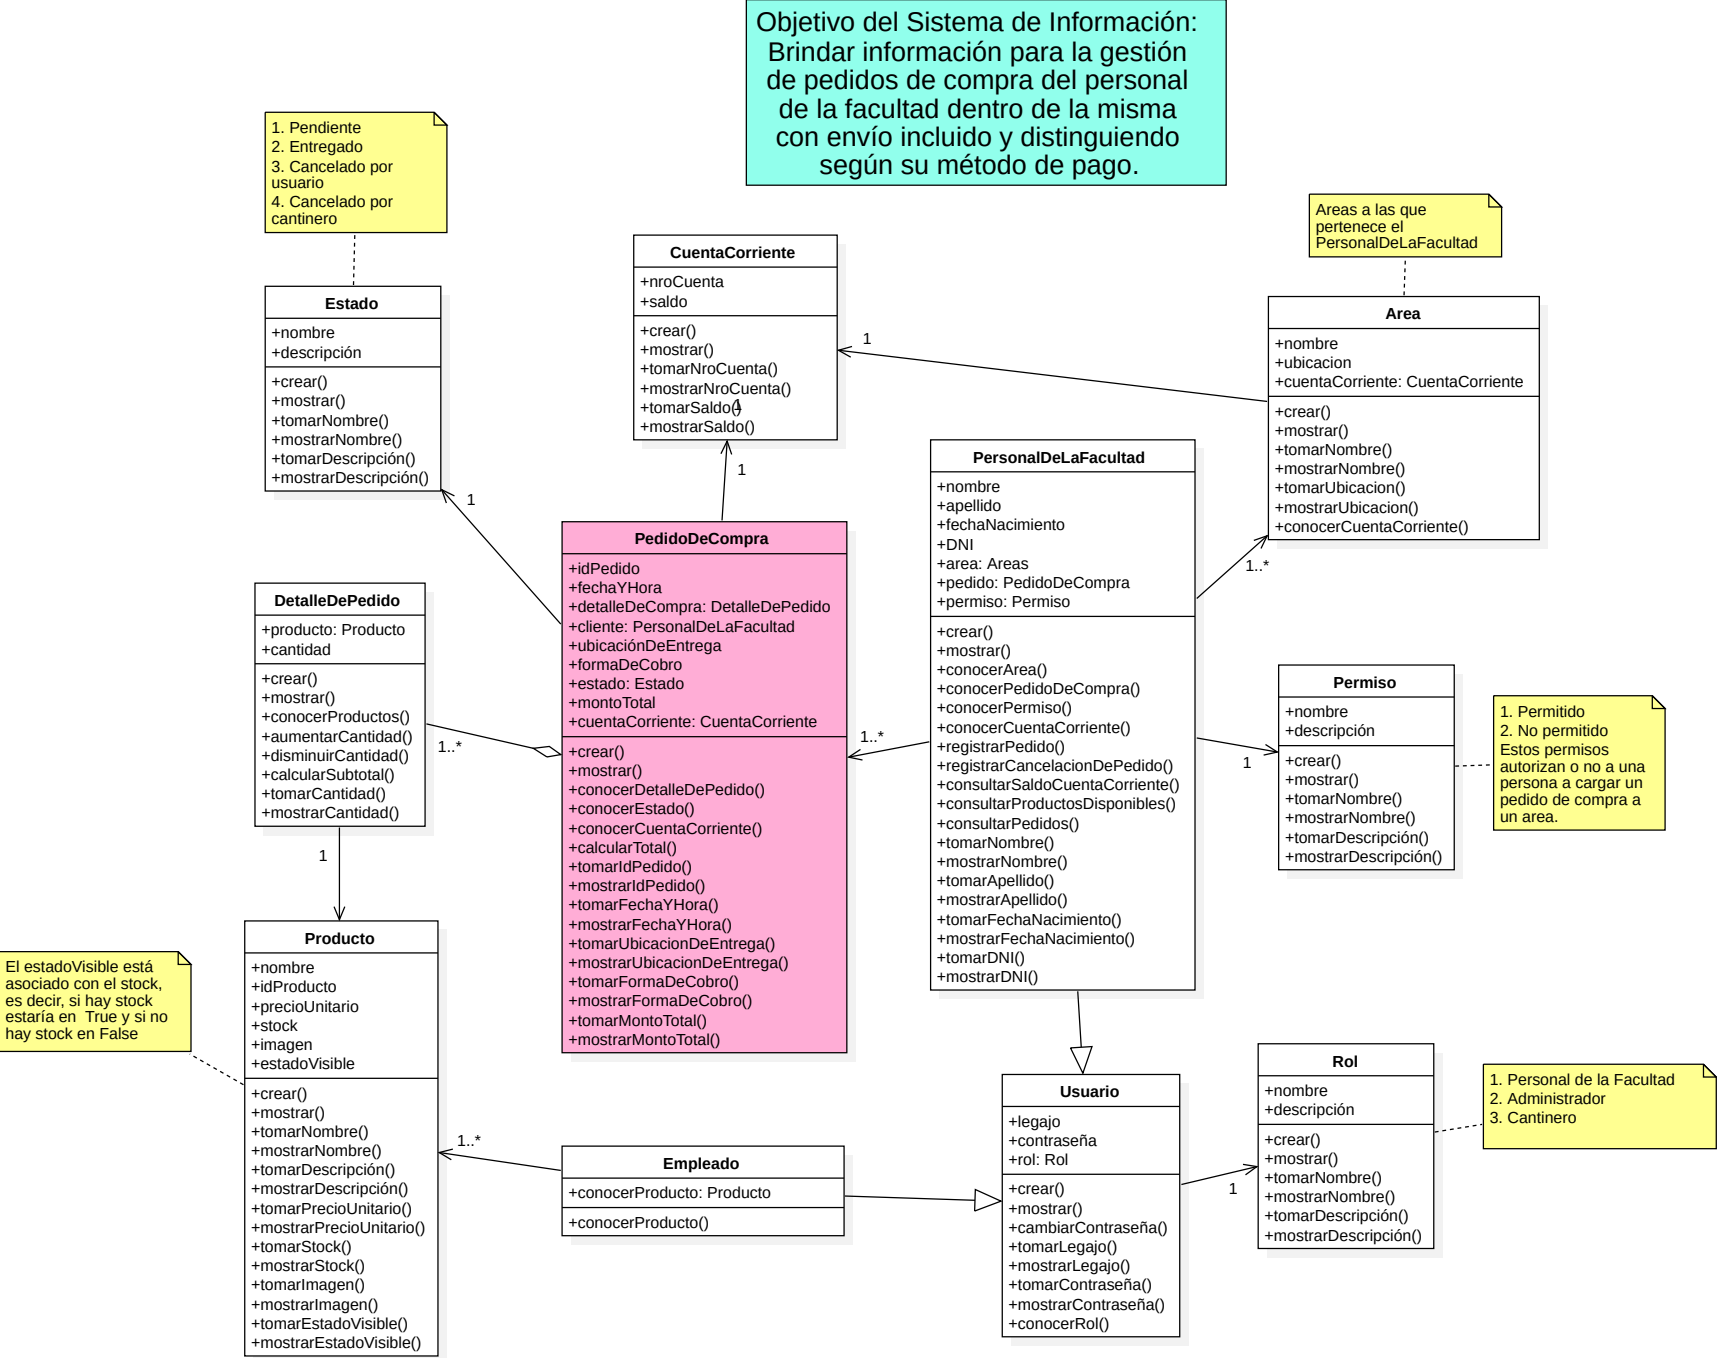 Objetivo del Sistema de Información:
Brindar información para la gestión
de pedidos de compra del personal
de la facultad dentro de la misma
con envío incluido y distinguiendo
según su método de pago.
1. Pendiente
2. Entregado
3. Cancelado por
usuario
4. Cancelado por
cantinero
Areas a las que
pertenece el
PersonalDeLaFacultad
CuentaCorriente
+nroCuenta
+saldo
+crear()
+mostrar()
+tomarNroCuenta()
+mostrarNroCuenta()
+tomarSaldo()
+mostrarSaldo()
1
1
1
Estado
+nombre
+descripción
+crear()
+mostrar()
+tomarNombre()
+mostrarNombre()
+tomarDescripción()
+mostrarDescripción()
1
Area
+nombre
+ubicacion
+cuentaCorriente: CuentaCorriente
+crear()
+mostrar()
+tomarNombre()
+mostrarNombre()
+tomarUbicacion()
+mostrarUbicacion()
+conocerCuentaCorriente()
1..*
PersonalDeLaFacultad
+nombre
+apellido
+fechaNacimiento
+DNI
+area: Areas
+pedido: PedidoDeCompra
+permiso: Permiso
+crear()
+mostrar()
+conocerArea()
+conocerPedidoDeCompra()
+conocerPermiso()
+conocerCuentaCorriente()
+registrarPedido()
+registrarCancelacionDePedido()
+consultarSaldoCuentaCorriente()
+consultarProductosDisponibles()
+consultarPedidos()
+tomarNombre()
+mostrarNombre()
+tomarApellido()
+mostrarApellido()
+tomarFechaNacimiento()
+mostrarFechaNacimiento()
+tomarDNI()
+mostrarDNI()
PedidoDeCompra
+idPedido
+fechaYHora
+detalleDeCompra: DetalleDePedido
+cliente: PersonalDeLaFacultad
+ubicaciónDeEntrega
+formaDeCobro
+estado: Estado
+montoTotal
+cuentaCorriente: CuentaCorriente
+crear()
+mostrar()
+conocerDetalleDePedido()
+conocerEstado()
+conocerCuentaCorriente()
+calcularTotal()
+tomarIdPedido()
+mostrarIdPedido()
+tomarFechaYHora()
+mostrarFechaYHora()
+tomarUbicacionDeEntrega()
+mostrarUbicacionDeEntrega()
+tomarFormaDeCobro()
+mostrarFormaDeCobro()
+tomarMontoTotal()
+mostrarMontoTotal()
1..*
DetalleDePedido
+producto: Producto
+cantidad
+crear()
+mostrar()
+conocerProductos()
+aumentarCantidad()
+disminuirCantidad()
+calcularSubtotal()
+tomarCantidad()
+mostrarCantidad()
1..*
1
Permiso
+nombre
+descripción
+crear()
+mostrar()
+tomarNombre()
+mostrarNombre()
+tomarDescripción()
+mostrarDescripción()
1
1. Permitido
2. No permitido
Estos permisos
autorizan o no a una
persona a cargar un
pedido de compra a
un area.
Producto
+nombre
+idProducto
+precioUnitario
+stock
+imagen
+estadoVisible
+crear()
+mostrar()
+tomarNombre()
+mostrarNombre()
+tomarDescripción()
+mostrarDescripción()
+tomarPrecioUnitario()
+mostrarPrecioUnitario()
+tomarStock()
+mostrarStock()
+tomarImagen()
+mostrarImagen()
+tomarEstadoVisible()
+mostrarEstadoVisible()
El estadoVisible está
asociado con el stock,
es decir, si hay stock
estaría en  True y si no
hay stock en False
1..*
Empleado
+conocerProducto: Producto
+conocerProducto()
Usuario
+legajo
+contraseña
+rol: Rol
+crear()
+mostrar()
+cambiarContraseña()
+tomarLegajo()
+mostrarLegajo()
+tomarContraseña()
+mostrarContraseña()
+conocerRol()
1
Rol
+nombre
+descripción
+crear()
+mostrar()
+tomarNombre()
+mostrarNombre()
+tomarDescripción()
+mostrarDescripción()
1. Personal de la Facultad
2. Administrador
3. Cantinero